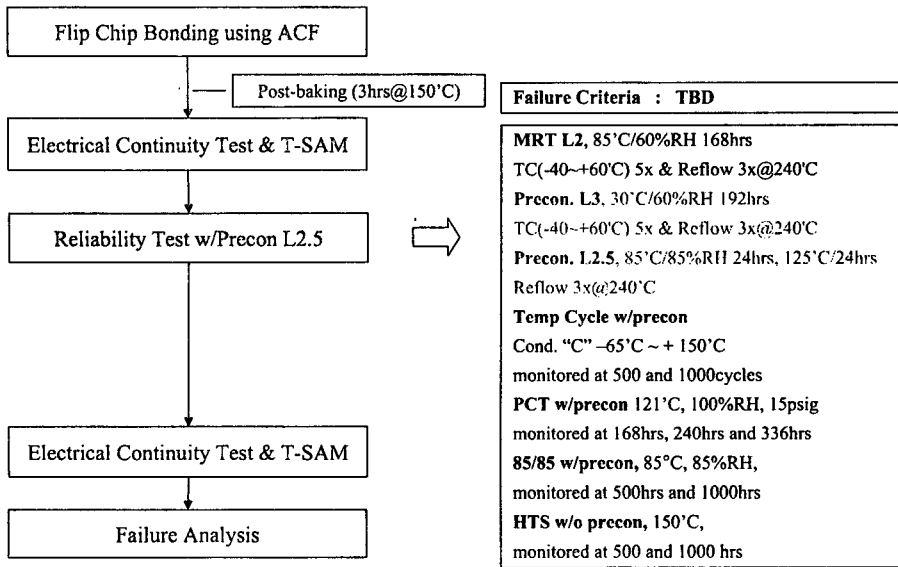 Flip Chip Bonding using ACF
Post-baking (3hrs@150'C)
Electrical Continuity Test & T-SAM
Reliability Test w/Precon L2.5
Electrical Continuity Test & T-SAM
Failure Analysis
Failure Criteria : TBD
MRT L2, 85'C/60%RH 168hrs
TC(-40~+60'C) 5x & Reflow 3x@240'C
Precon. L3, 30'C/60%RH 192hrs
TC(-40~+60'C) 5x & Reflow 3x@240'C
Precon. L2.5, 85'C/85%RH 24hrs, 125'C/24hrs
Reflow 3x@240'C
Temp Cycle w/precon
Cond. "C" –65'C ~ + 150'C
monitored at 500 and 1000cycles
PCT w/precon 121'C, 100%RH, 15psig
monitored at 168hrs, 240hrs and 336hrs
85/85 w/precon, 85°C, 85%RH,
monitored at 500hrs and 1000hrs
HTS w/o precon, 150'C,
monitored at 500 and 1000 hrs